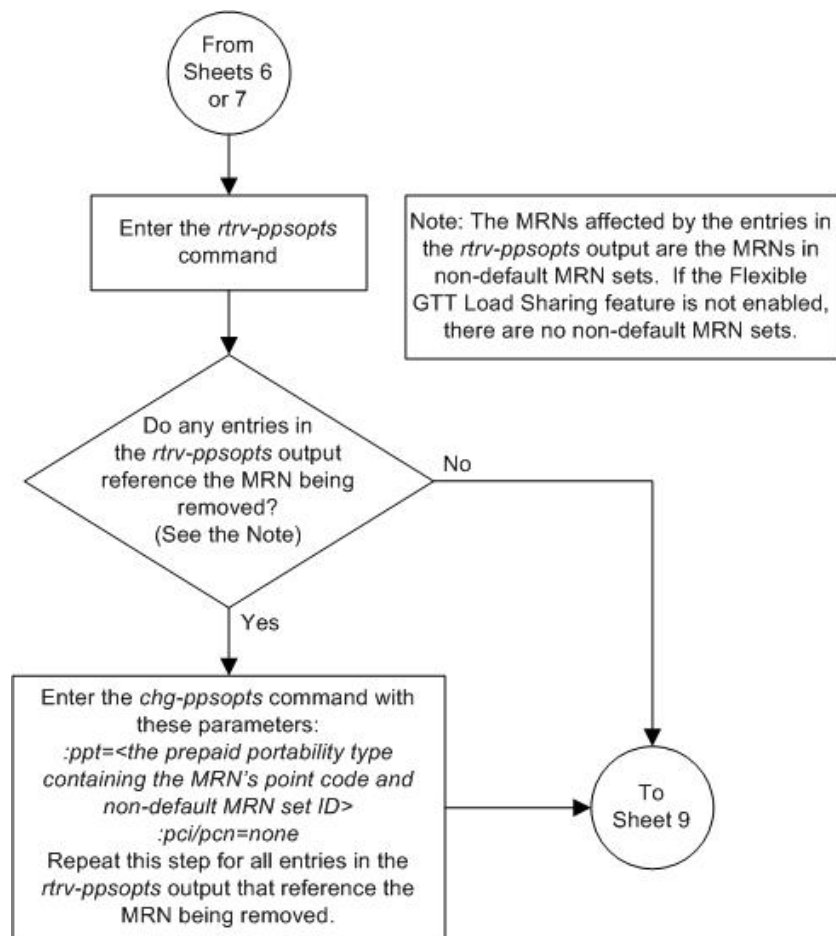 From
Sheets 6
or 7
Enter the rtrv-ppsopts
command
Note: The MRNs affected by the entries in
the rtrv-ppsopts output are the MRNs in
non-default MRN sets. If the Flexible
GTT Load Sharing feature is not enabled,
there are no non-default MRN sets.
Do any entries in
the rtrv-ppsopts output
reference the MRN being
removed?
(See the Note)
No
Yes
Enter the chg-ppsopts command with
these parameters:
:ppt=<the prepaid portability type
containing the MRN's point code and
non-default MRN set ID>
:pci/pcn=none
Repeat this step for all entries in the
rtrv-ppsopts output that reference the
MRN being removed.
To
Sheet 9